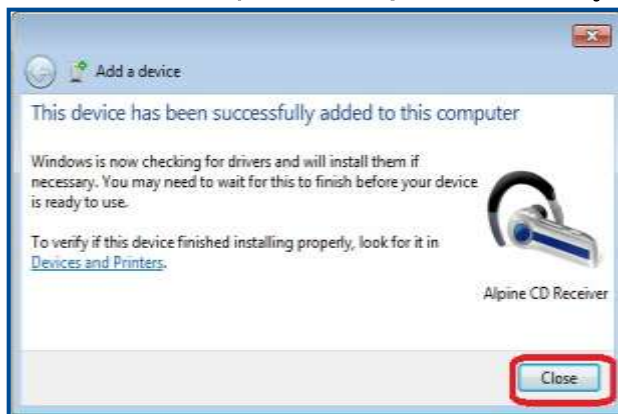 Add a device
This device has been successfully added to this computer
Windows is now checking for drivers and will install them if
necessary. You may need to wait for this to finish before your device
is ready to use.
To verify if this device finished installing properly, look for it in
Devices and Printers.
Alpine CD Receiver
Close